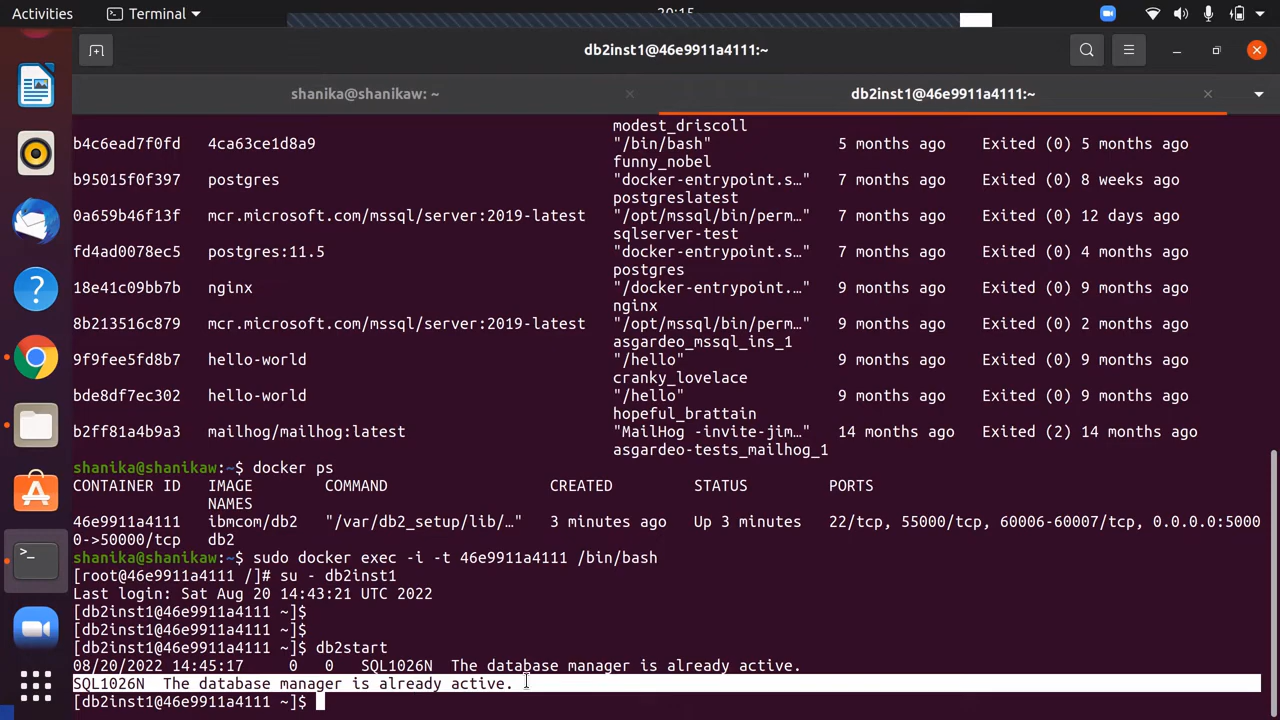 Activities
Terminal
20:15
db2inst1@46e9911a4111:~
shanika@shanikaw: ~
db2inst1@46e9911a4111:~
modest_driscoll
b4c6ead7f0fd 4ca63ce1d8a9 "/bin/bash" 5 months ago Exited (0) 5 months ago
funny_nobel
b95015f0f397 postgres "docker-entrypoint.s…" 7 months ago Exited (0) 8 weeks ago
postgreslatest
0a659b46f13f mcr.microsoft.com/mssql/server:2019-latest "/opt/mssql/bin/perm…" 7 months ago Exited (0) 12 days ago
sqlserver-test
fd4ad0078ec5 postgres:11.5 "docker-entrypoint.s…" 7 months ago Exited (0) 4 months ago
postgres
18e41c09bb7b nginx "/docker-entrypoint.…" 9 months ago Exited (0) 9 months ago
nginx
8b213516c879 mcr.microsoft.com/mssql/server:2019-latest "/opt/mssql/bin/perm…" 9 months ago Exited (0) 2 months ago
asgardeo_mssql_ins_1
9f9fee5fd8b7 hello-world "/hello" 9 months ago Exited (0) 9 months ago
cranky_lovelace
bde8df7ec302 hello-world "/hello" 9 months ago Exited (0) 9 months ago
hopeful_brattain
b2ff81a4b9a3 mailhog/mailhog:latest "MailHog -invite-jim…" 14 months ago Exited (2) 14 months ago
asgardeo-tests_mailhog_1
shanika@shanikaw:~$ docker ps
CONTAINER ID IMAGE COMMAND CREATED STATUS PORTS
NAMES
46e9911a4111 ibmcom/db2 "/var/db2_setup/lib/…" 3 minutes ago Up 3 minutes 22/tcp, 55000/tcp, 60006-60007/tcp, 0.0.0.0:5000
0->50000/tcp db2
shanika@shanikaw:~$ sudo docker exec -i -t 46e9911a4111 /bin/bash
[root@46e9911a4111 /]# su - db2inst1
Last login: Sat Aug 20 14:43:21 UTC 2022
[db2inst1@46e9911a4111 ~]$
[db2inst1@46e9911a4111 ~]$
[db2inst1@46e9911a4111 ~]$ db2start
08/20/2022 14:45:17 0 0 SQL1026N The database manager is already active.
SQL1026N The database manager is already active.
[db2inst1@46e9911a4111 ~]$